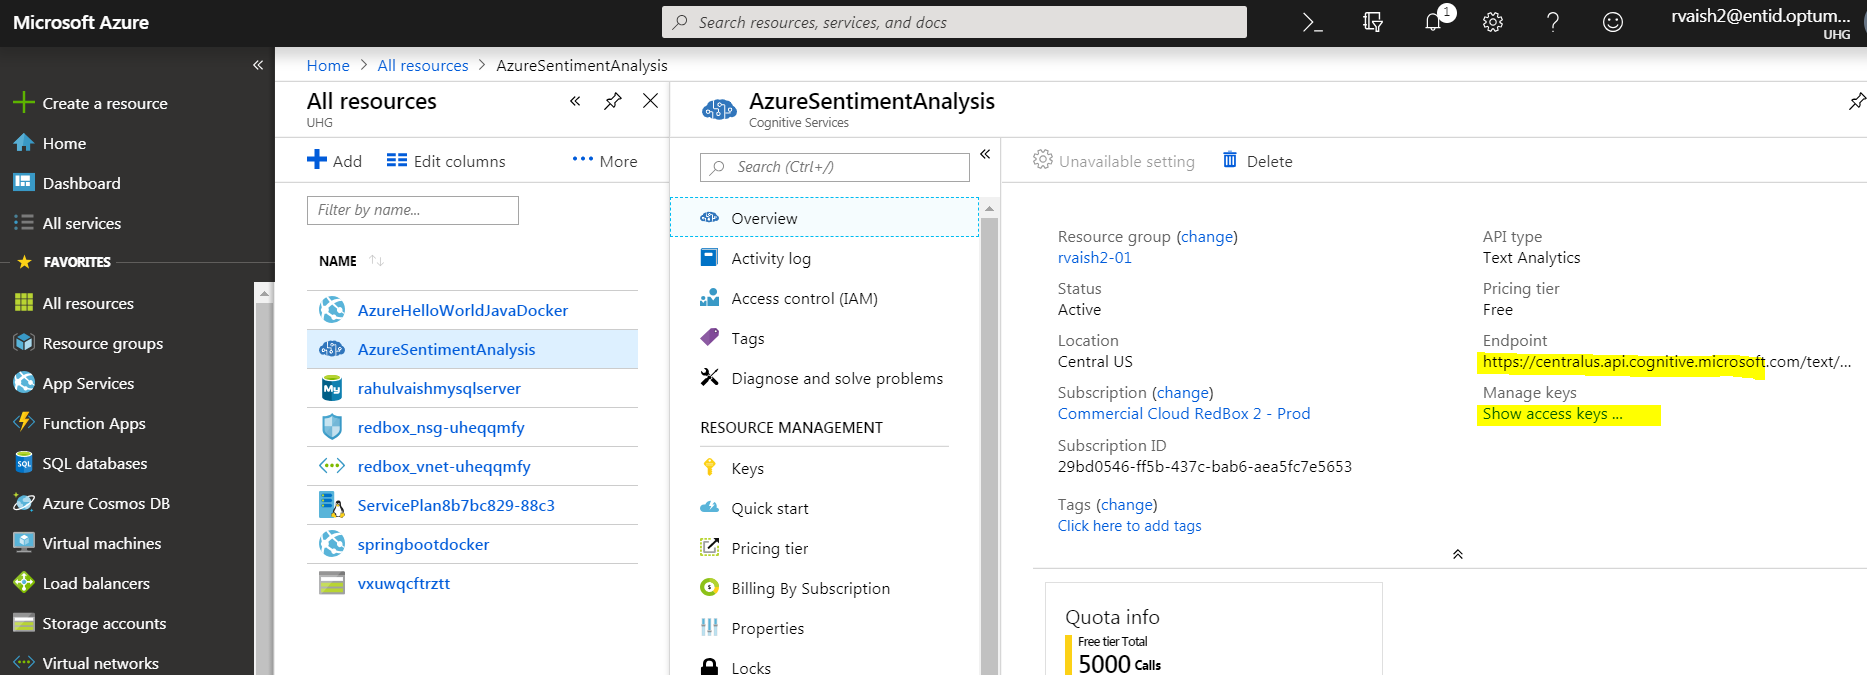 Microsoft Azure
Search resources, services, and docs
1
rvaish2@entid.optum...
UHG
Create a resource
Home
Dashboard
All services
FAVORITES
All resources
Resource groups
App Services
Function Apps
SQL databases
Azure Cosmos DB
Virtual machines
Load balancers
Storage accounts
Virtual networks
Home > All resources > AzureSentimentAnalysis
All resources
UHG
Add Edit columns ... More
Filter by name...
NAME
AzureHelloWorldJavaDocker
AzureSentimentAnalysis
rahulvaishmysqlserver
redbox_nsg-uheqqmfy
redbox_vnet-uheqqmfy
ServicePlan8b7bc829-88c3
springbootdocker
vxuwqcftrztt
AzureSentimentAnalysis
Cognitive Services
Search (Ctrl+/)
Overview
Activity log
Access control (IAM)
Tags
Diagnose and solve problems
RESOURCE MANAGEMENT
Keys
Quick start
Pricing tier
Billing By Subscription
Properties
Locks
Unavailable setting Delete
Resource group (change)
rvaish2-01
Status
Active
Location
Central US
Subscription (change)
Commercial Cloud RedBox 2 - Prod
Subscription ID
29bd0546-ff5b-437c-bab6-aea5fc7e5653
Tags (change)
Click here to add tags
API type
Text Analytics
Pricing tier
Free
Endpoint
https://centralus.api.cognitive.microsoft.com/text/...
Manage keys
Show access keys ...
Quota info
Free tier Total
5000 Calls